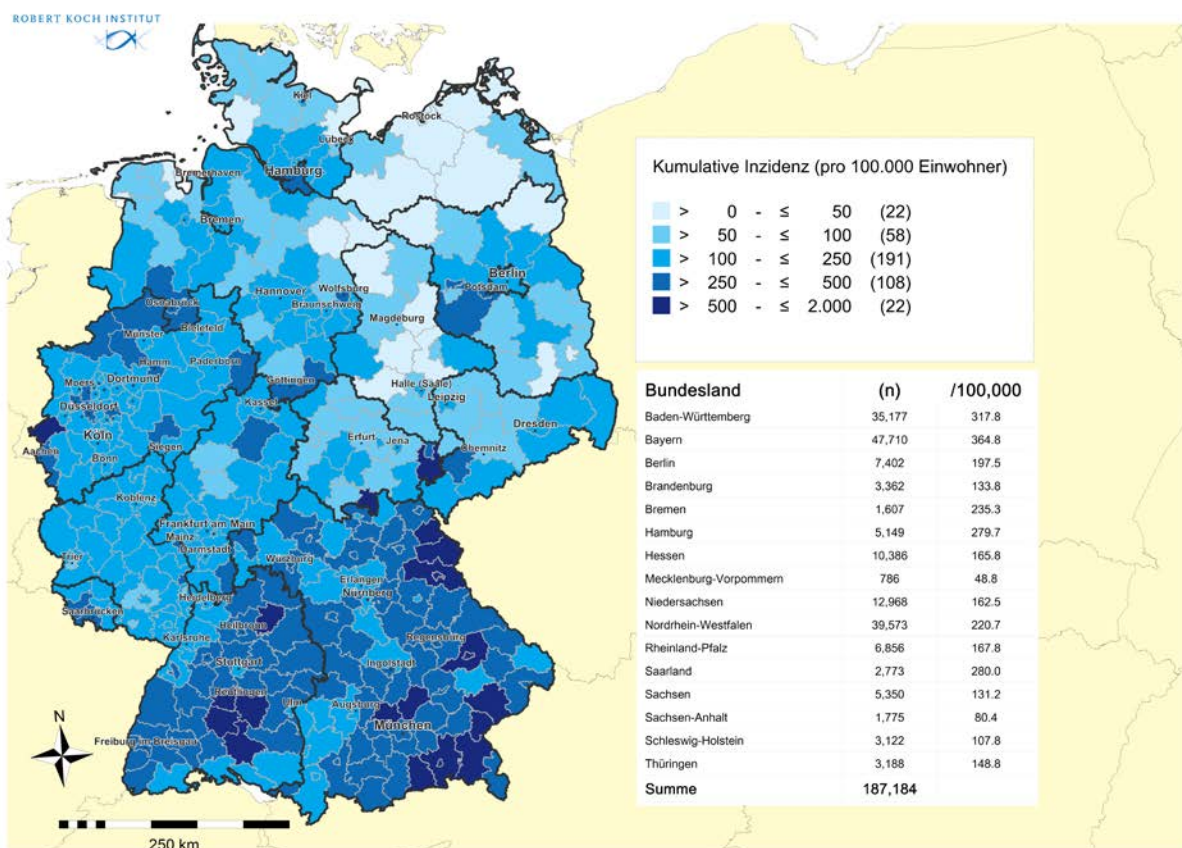 ROBERT KOCH INSTITUT
Kiel
Rostock
Lübeck
Hamburg
Bremerhaven
Bremen
Berlin
Potsdam
Wolfsburg
Hannover
Braunschweig
Osnabrück
Bielefeld
Magdeburg
Münster
Hamm
Paderborn
Göttingen
Halle (Saale)
Leipzig
Moers
Dortmund
Düsseldorf
Kassel
Dresden
Köln
Erfurt
Jena
Chemnitz
Aachen
Bonn
Siegen
Koblenz
Frankfurt am Main
Mainz
Darmstadt
Trier
Würzburg
Erlangen
Nürnberg
Saarbrücken
Heidelberg
Heilbronn
Karlsruhe
Regensburg
Stuttgart
Ingolstadt
Reutlingen
Ulm
Augsburg
München
Freiburg im Breisgau
N
250 km
Kumulative Inzidenz (pro 100.000 Einwohner)
> 0 - ≤ 50 (22)
> 50 - ≤ 100 (58)
> 100 - ≤ 250 (191)
> 250 - ≤ 500 (108)
> 500 - ≤ 2.000 (22)
Bundesland (n) /100,000
Baden-Württemberg 35,177 317.8
Bayern 47,710 364.8
Berlin 7,402 197.5
Brandenburg 3,362 133.8
Bremen 1,607 235.3
Hamburg 5,149 279.7
Hessen 10,386 165.8
Mecklenburg-Vorpommern 786 48.8
Niedersachsen 12,968 162.5
Nordrhein-Westfalen 39,573 220.7
Rheinland-Pfalz 6,856 167.8
Saarland 2,773 280.0
Sachsen 5,350 131.2
Sachsen-Anhalt 1,775 80.4
Schleswig-Holstein 3,122 107.8
Thüringen 3,188 148.8
Summe 187,184